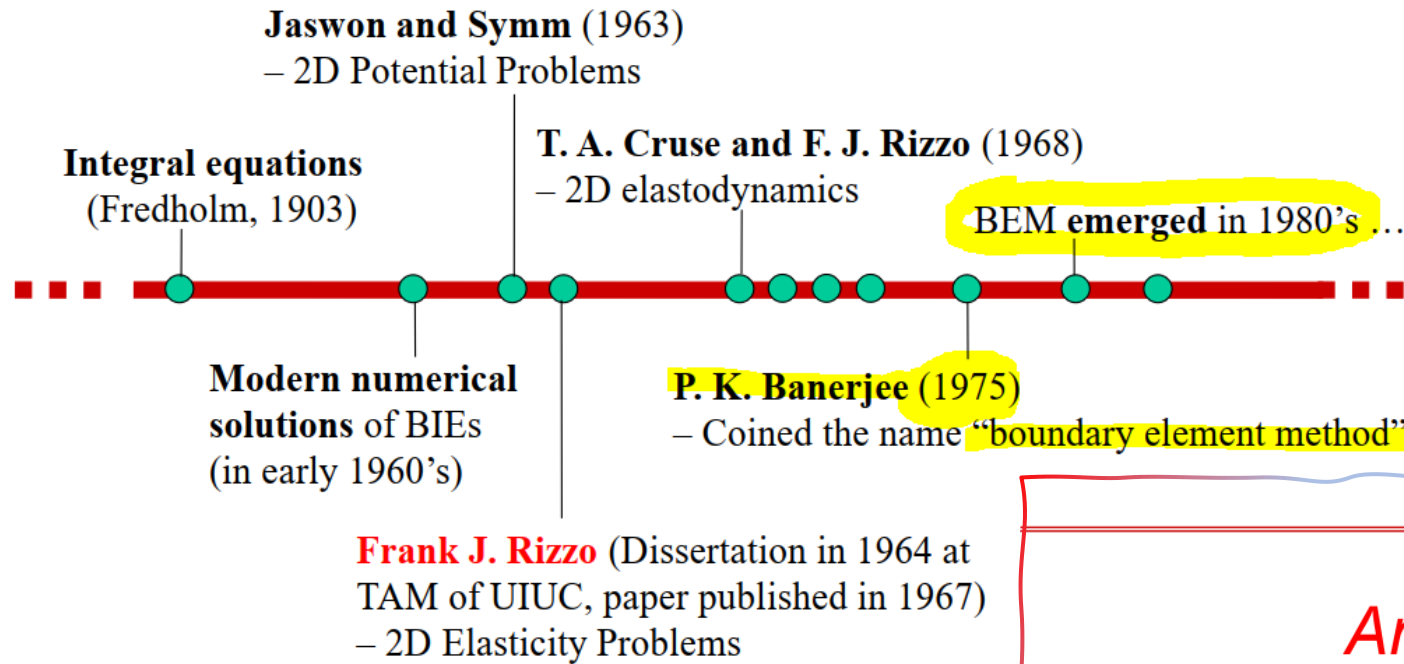 Jaswon and Symm (1963)
– 2D Potential Problems
T. A. Cruse and F. J. Rizzo (1968)
– 2D elastodynamics
Integral equations
(Fredholm, 1903)
BEM emerged in 1980’s …
Modern numerical
solutions of BIEs
(in early 1960’s)
P. K. Banerjee (1975)
– Coined the name “boundary element method”
Frank J. Rizzo (Dissertation in 1964 at
TAM of UIUC, paper published in 1967)
– 2D Elasticity Problems